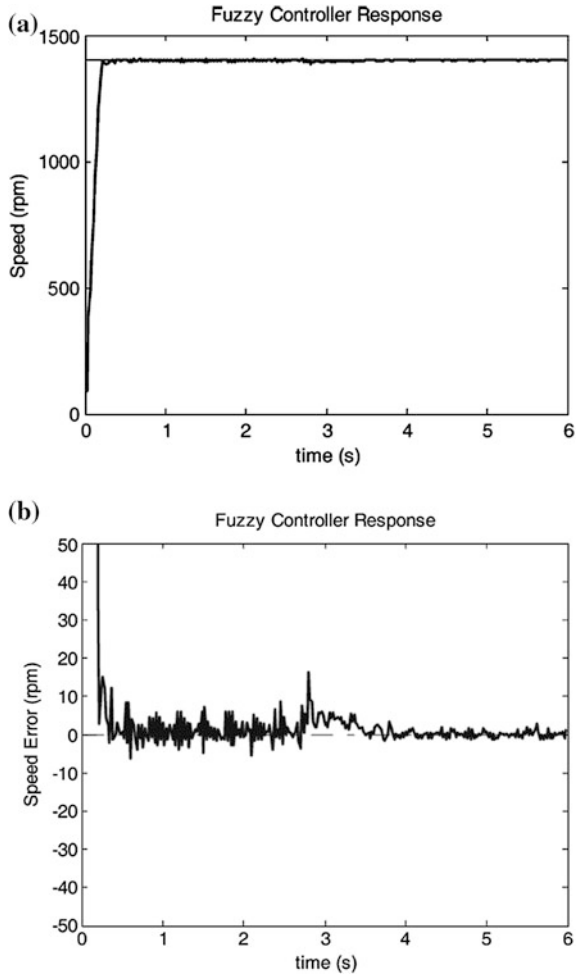 (a)
Fuzzy Controller Response
Speed (rpm)
1500
1000
500
0
0 1 2 3 4 5 6
time (s)
(b)
Fuzzy Controller Response
Speed Error (rpm)
50
40
30
20
10
0
-10
-20
-30
-40
-50
0 1 2 3 4 5 6
time (s)